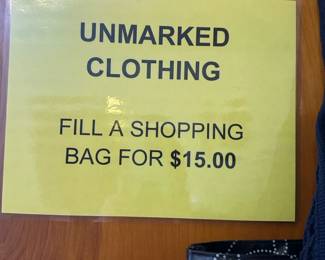 UNMARKED
CLOTHING
FILL A SHOPPING
BAG FOR $15.00